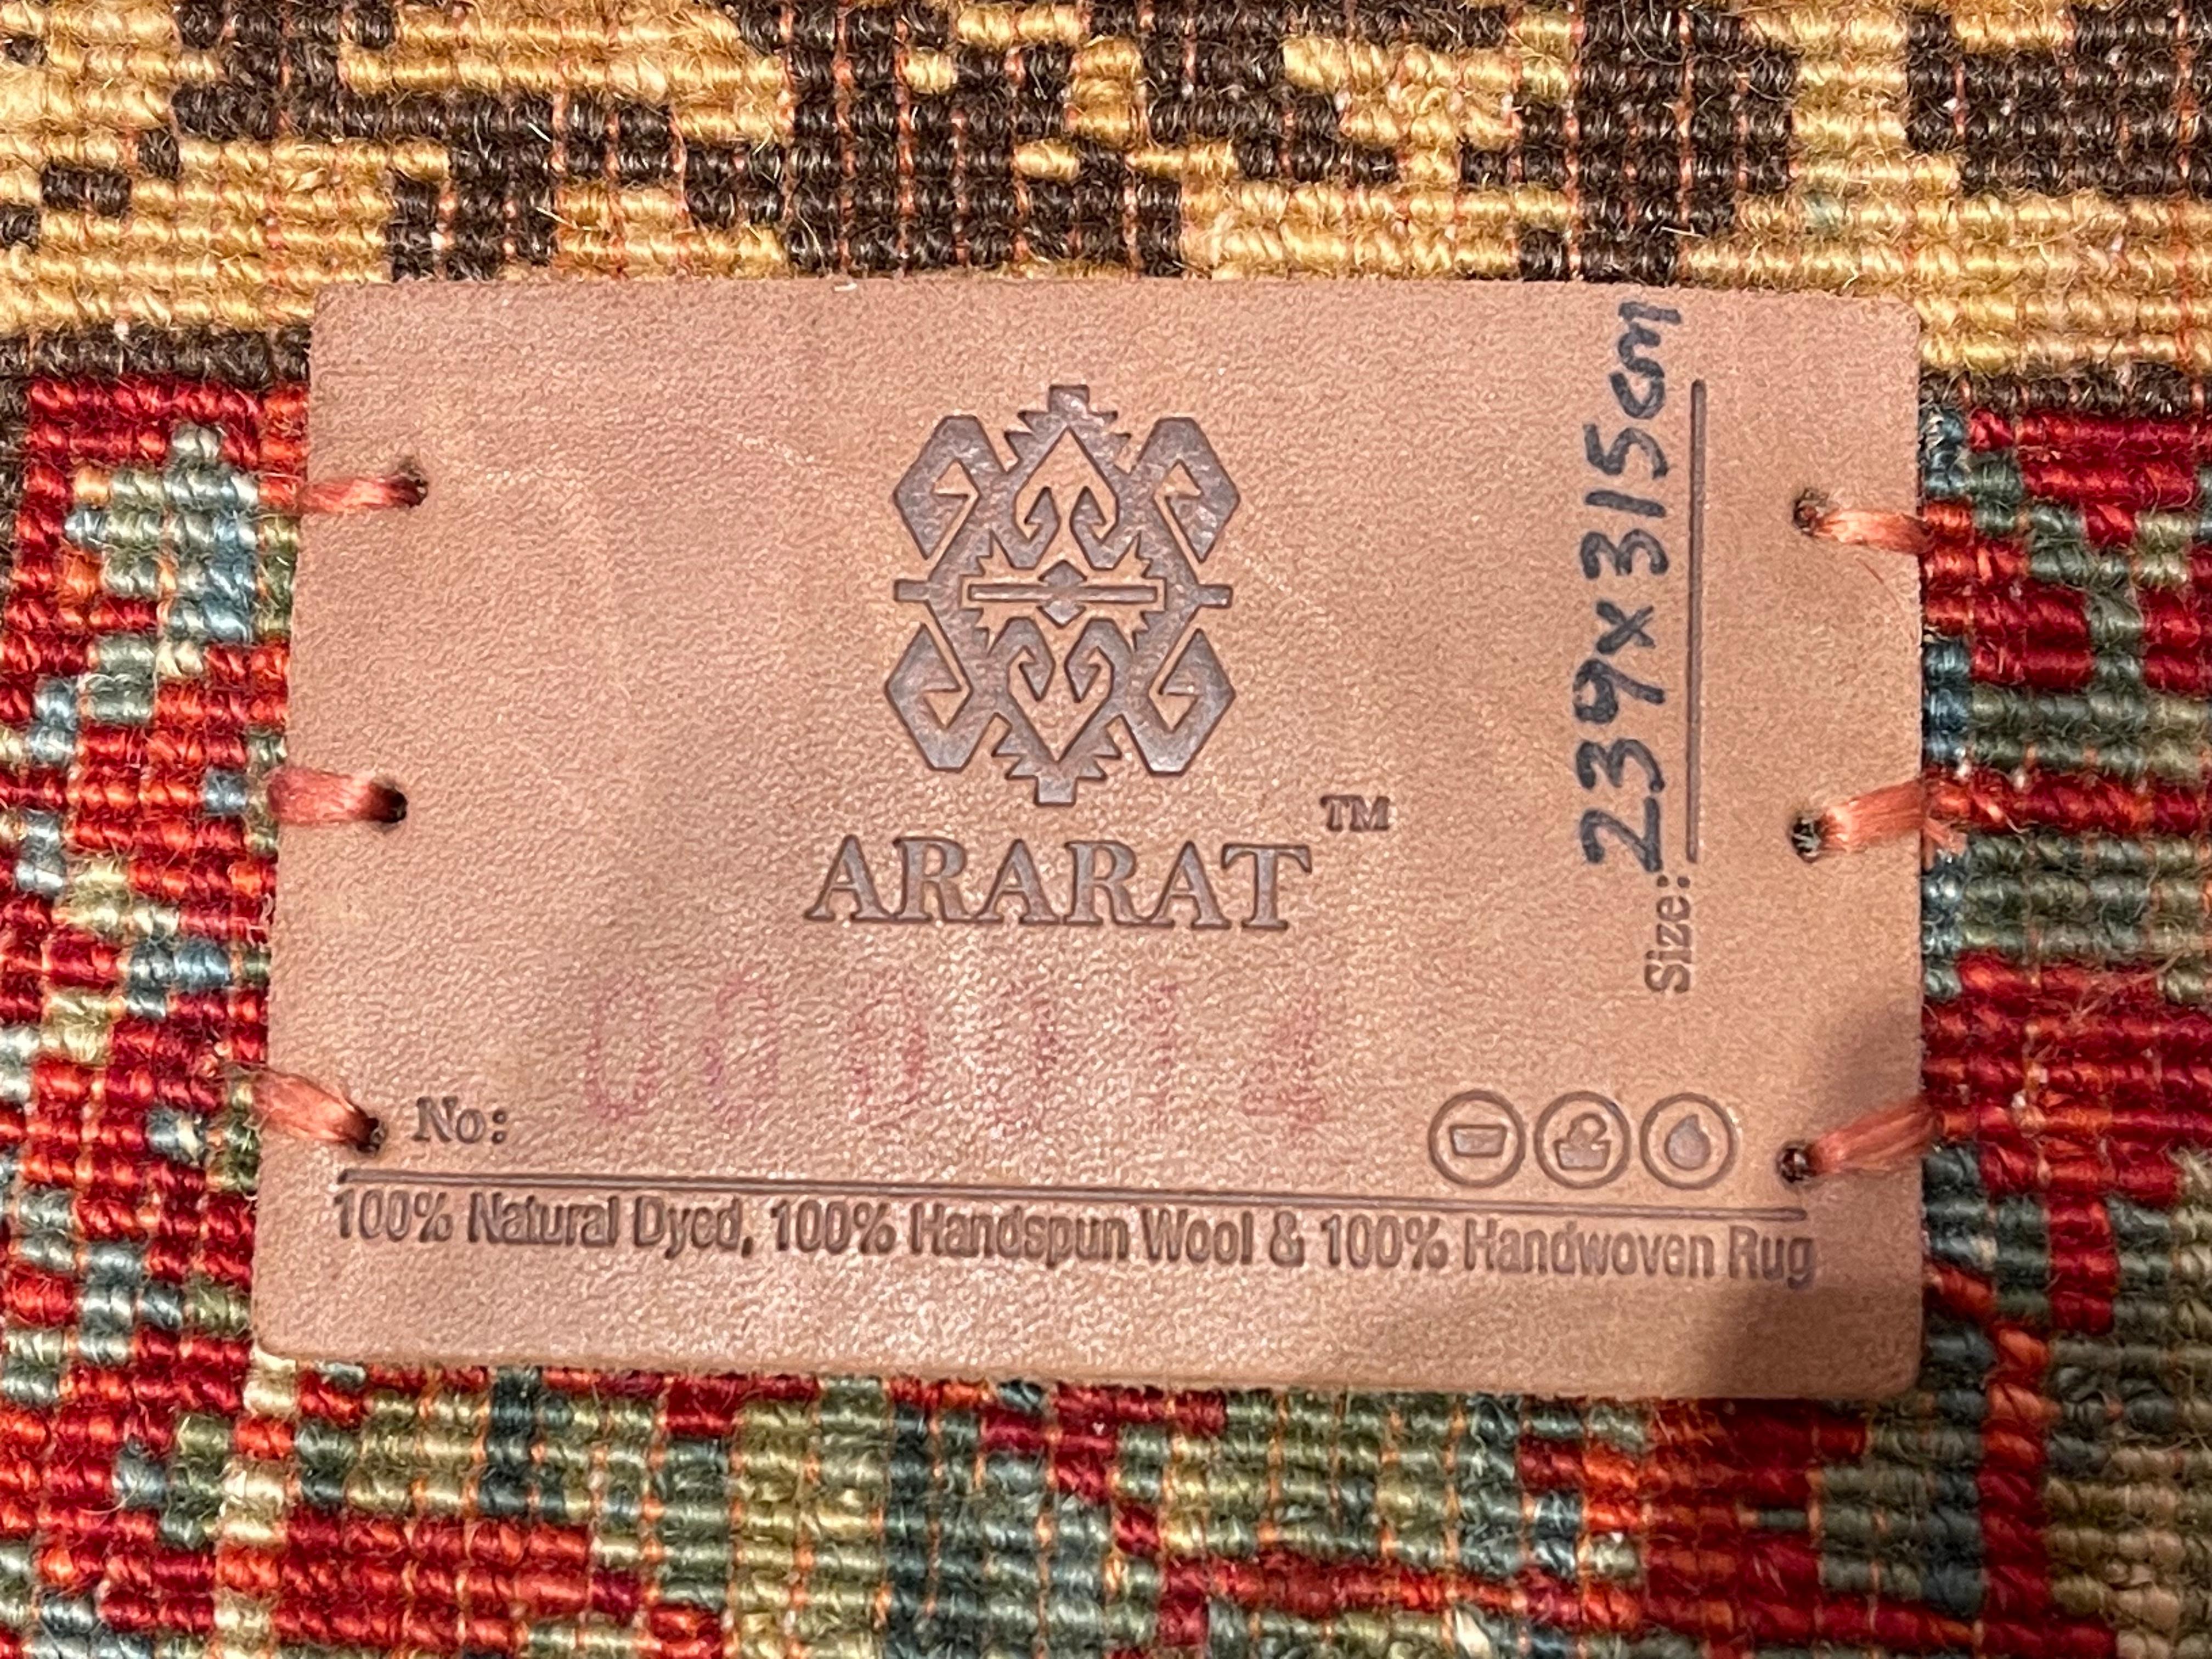 ARARAT™
No:
Size: 239x315cm
100% Natural Dyed, 100% Handspun Wool & 100% Handwoven Rug